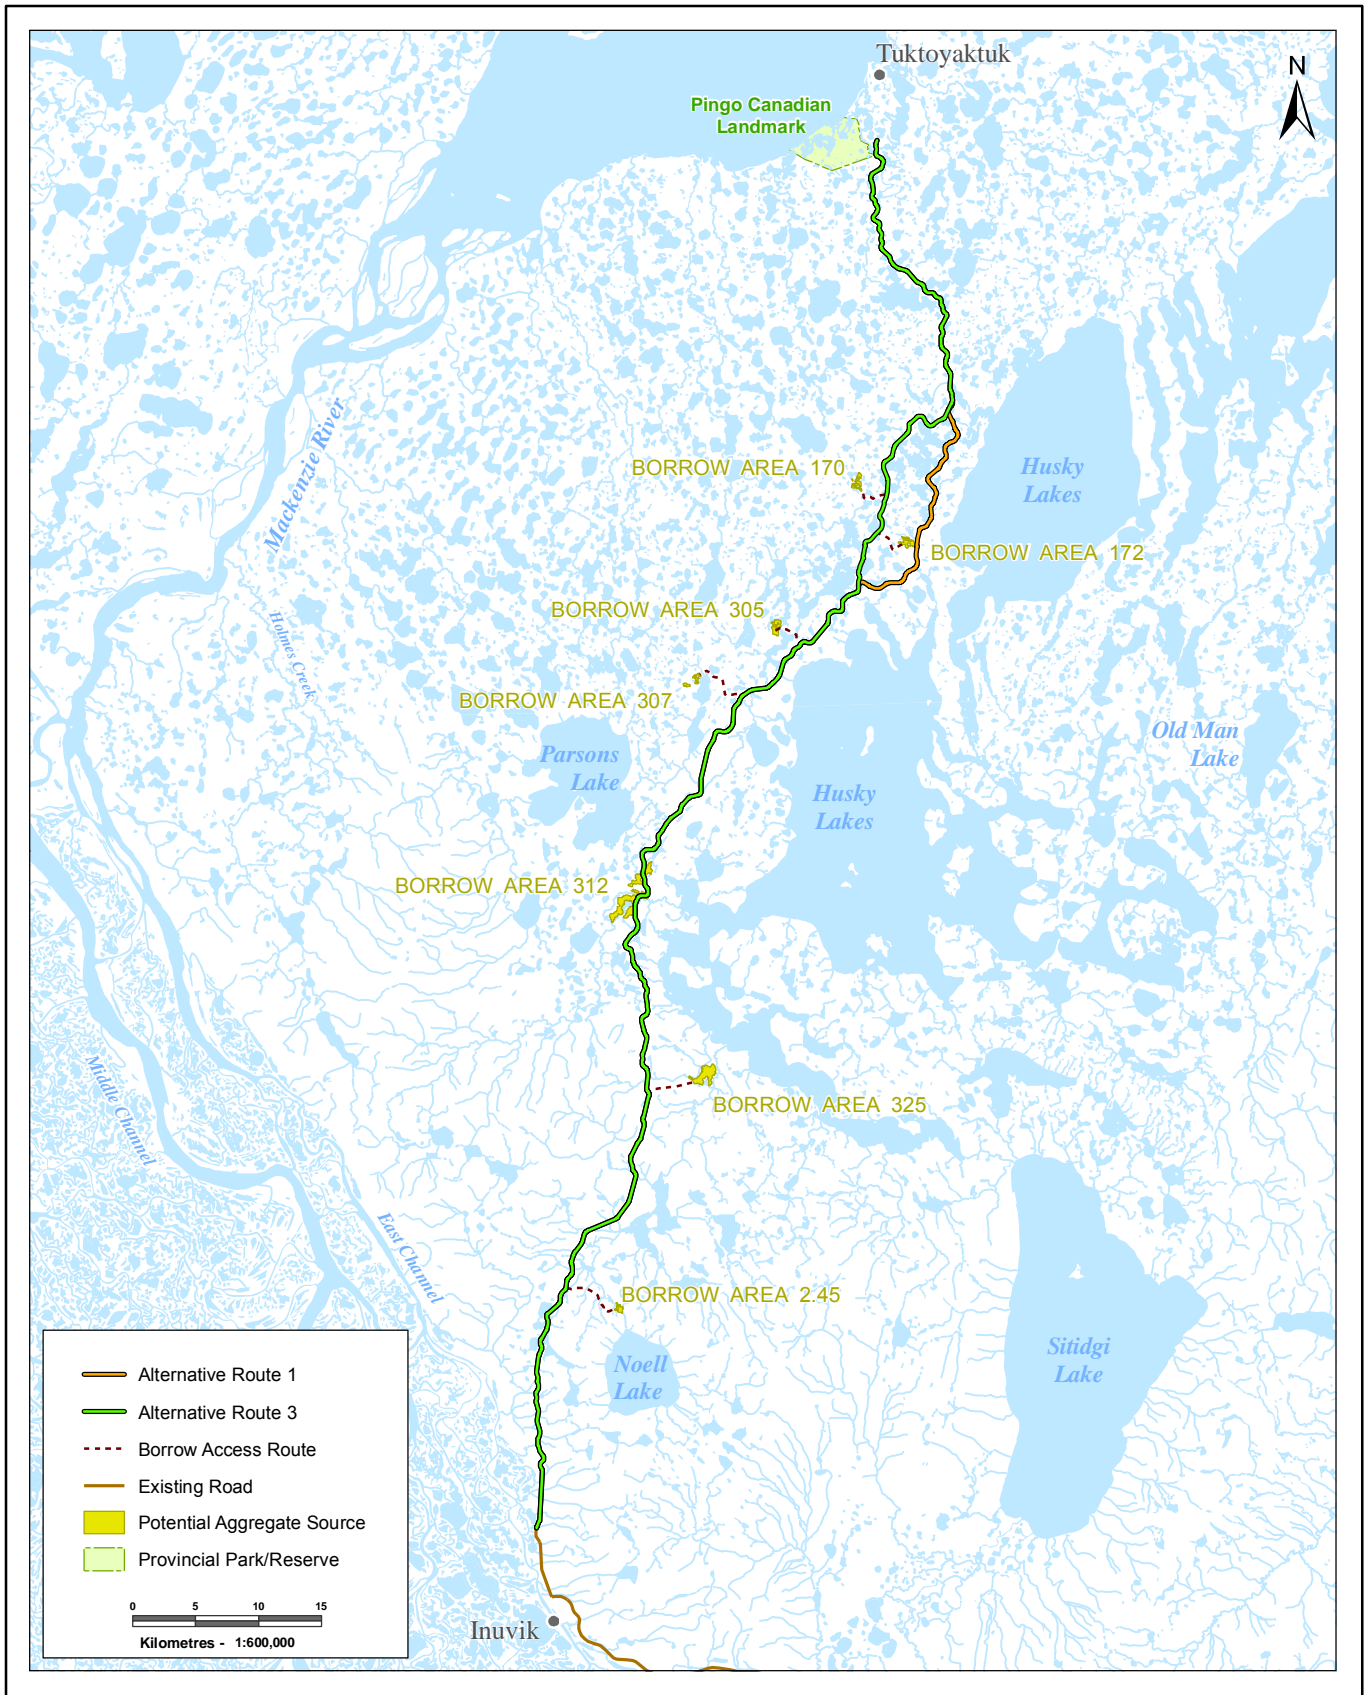 Tuktoyaktuk
N
Pingo Canadian
Landmark
Mackenzie River
BORROW AREA 170
Husky
Lakes
BORROW AREA 172
BORROW AREA 305
Holmes Creek
BORROW AREA 307
Old Man
Lake
Parsons
Lake
Husky
Lakes
BORROW AREA 312
Middle Channel
BORROW AREA 325
East Channel
BORROW AREA 2.45
Noell
Lake
Sitidgi
Lake
Alternative Route 1
Alternative Route 3
Borrow Access Route
Existing Road
Potential Aggregate Source
Provincial Park/Reserve
0 5 10 15
Kilometres - 1:600,000
Inuvik